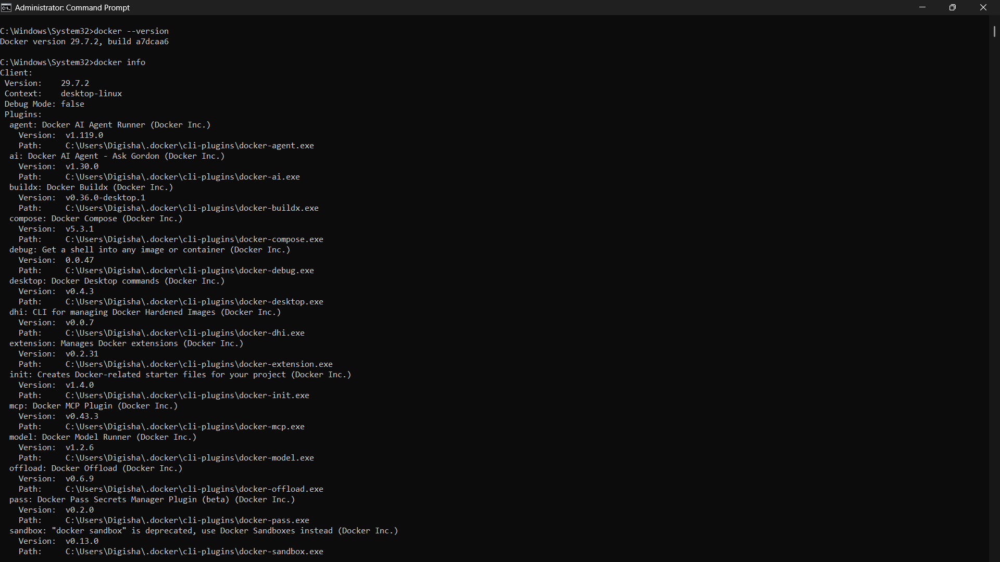 Administrator: Command Prompt
C:\Windows\System32>docker --version
Docker version 29.7.2, build a7dcaa6
C:\Windows\System32>docker info
Client:
 Version:    29.7.2
 Context:    desktop-linux
 Debug Mode: false
 Plugins:
  agent: Docker AI Agent Runner (Docker Inc.)
    Version:  v1.119.0
    Path:     C:\Users\Digisha\.docker\cli-plugins\docker-agent.exe
  ai: Docker AI Agent - Ask Gordon (Docker Inc.)
    Version:  v1.30.0
    Path:     C:\Users\Digisha\.docker\cli-plugins\docker-ai.exe
  buildx: Docker Buildx (Docker Inc.)
    Version:  v0.36.0-desktop.1
    Path:     C:\Users\Digisha\.docker\cli-plugins\docker-buildx.exe
  compose: Docker Compose (Docker Inc.)
    Version:  v5.3.1
    Path:     C:\Users\Digisha\.docker\cli-plugins\docker-compose.exe
  debug: Get a shell into any image or container (Docker Inc.)
    Version:  0.0.47
    Path:     C:\Users\Digisha\.docker\cli-plugins\docker-debug.exe
  desktop: Docker Desktop commands (Docker Inc.)
    Version:  v0.4.3
    Path:     C:\Users\Digisha\.docker\cli-plugins\docker-desktop.exe
  dhi: CLI for managing Docker Hardened Images (Docker Inc.)
    Version:  v0.0.7
    Path:     C:\Users\Digisha\.docker\cli-plugins\docker-dhi.exe
  extension: Manages Docker extensions (Docker Inc.)
    Version:  v0.2.31
    Path:     C:\Users\Digisha\.docker\cli-plugins\docker-extension.exe
  init: Creates Docker-related starter files for your project (Docker Inc.)
    Version:  v1.4.0
    Path:     C:\Users\Digisha\.docker\cli-plugins\docker-init.exe
  mcp: Docker MCP Plugin (Docker Inc.)
    Version:  v0.43.3
    Path:     C:\Users\Digisha\.docker\cli-plugins\docker-mcp.exe
  model: Docker Model Runner (Docker Inc.)
    Version:  v1.2.6
    Path:     C:\Users\Digisha\.docker\cli-plugins\docker-model.exe
  offload: Docker Offload (Docker Inc.)
    Version:  v0.6.9
    Path:     C:\Users\Digisha\.docker\cli-plugins\docker-offload.exe
  pass: Docker Pass Secrets Manager Plugin (beta) (Docker Inc.)
    Version:  v0.2.0
    Path:     C:\Users\Digisha\.docker\cli-plugins\docker-pass.exe
  sandbox: "docker sandbox" is deprecated, use Docker Sandboxes instead (Docker Inc.)
    Version:  v0.13.0
    Path:     C:\Users\Digisha\.docker\cli-plugins\docker-sandbox.exe